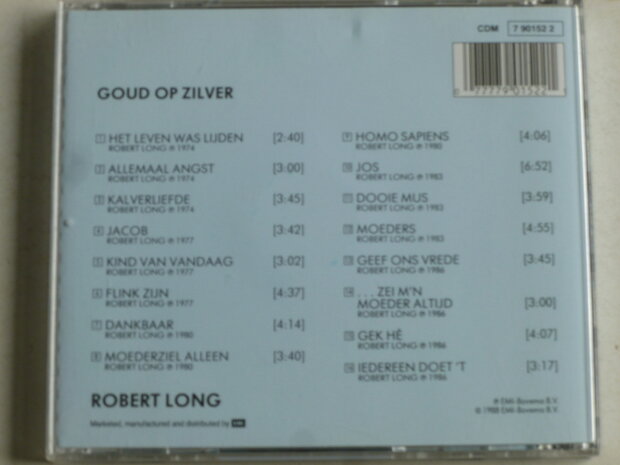 CDM 7 90152 2
0 77779 01522
GOUD OP ZILVER
1 HET LEVEN WAS LIJDEN [2:40]
ROBERT LONG ℗ 1974
2 ALLEMAAL ANGST [3:00]
ROBERT LONG ℗ 1974
3 KALVERLIEFDE [3:45]
ROBERT LONG ℗ 1974
4 JACOB [3:42]
ROBERT LONG ℗ 1977
5 KIND VAN VANDAAG [3:02]
ROBERT LONG ℗ 1977
6 FLINK ZIJN [4:37]
ROBERT LONG ℗ 1977
7 DANKBAAR [4:14]
ROBERT LONG ℗ 1980
8 MOEDERZIEL ALLEEN [3:40]
ROBERT LONG ℗ 1980
9 HOMO SAPIENS [4:06]
ROBERT LONG ℗ 1980
10 JOS [6:52]
ROBERT LONG ℗ 1983
11 DOOIE MUS [3:59]
ROBERT LONG ℗ 1983
12 MOEDERS [4:55]
ROBERT LONG ℗ 1983
13 GEEF ONS VREDE [3:45]
ROBERT LONG ℗ 1986
14 . . . ZEI M'N
MOEDER ALTIJD [3:00]
ROBERT LONG ℗ 1986
15 GEK HÈ [4:07]
ROBERT LONG ℗ 1986
16 IEDEREEN DOET 'T [3:17]
ROBERT LONG ℗ 1986
ROBERT LONG
Marketed, manufactured and distributed by EMI
℗ EMI-Bovema B.V.
© 1988 EMI-Bovema B.V.